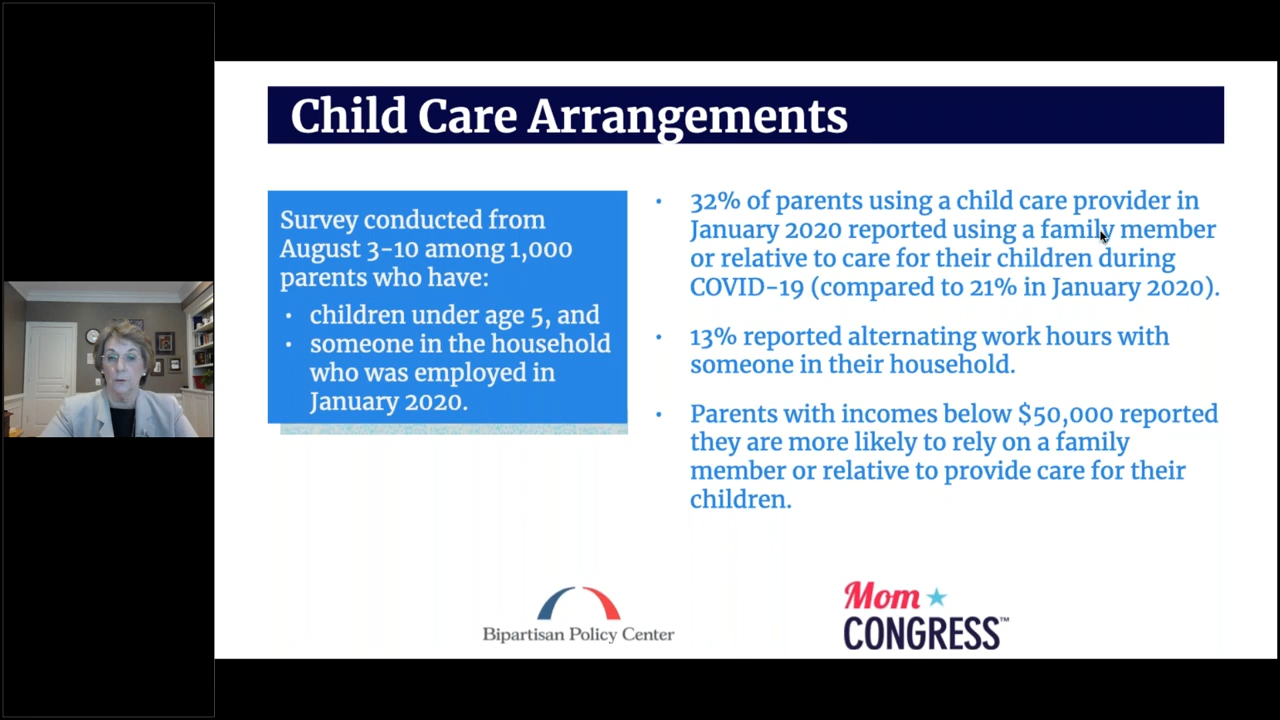 Child Care Arrangements
Survey conducted from
August 3-10 among 1,000
parents who have:
• children under age 5, and
• someone in the household
who was employed in
January 2020.
• 32% of parents using a child care provider in
January 2020 reported using a family member
or relative to care for their children during
COVID-19 (compared to 21% in January 2020).
• 13% reported alternating work hours with
someone in their household.
• Parents with incomes below $50,000 reported
they are more likely to rely on a family
member or relative to provide care for their
children.
Bipartisan Policy Center
Mom
CONGRESS™